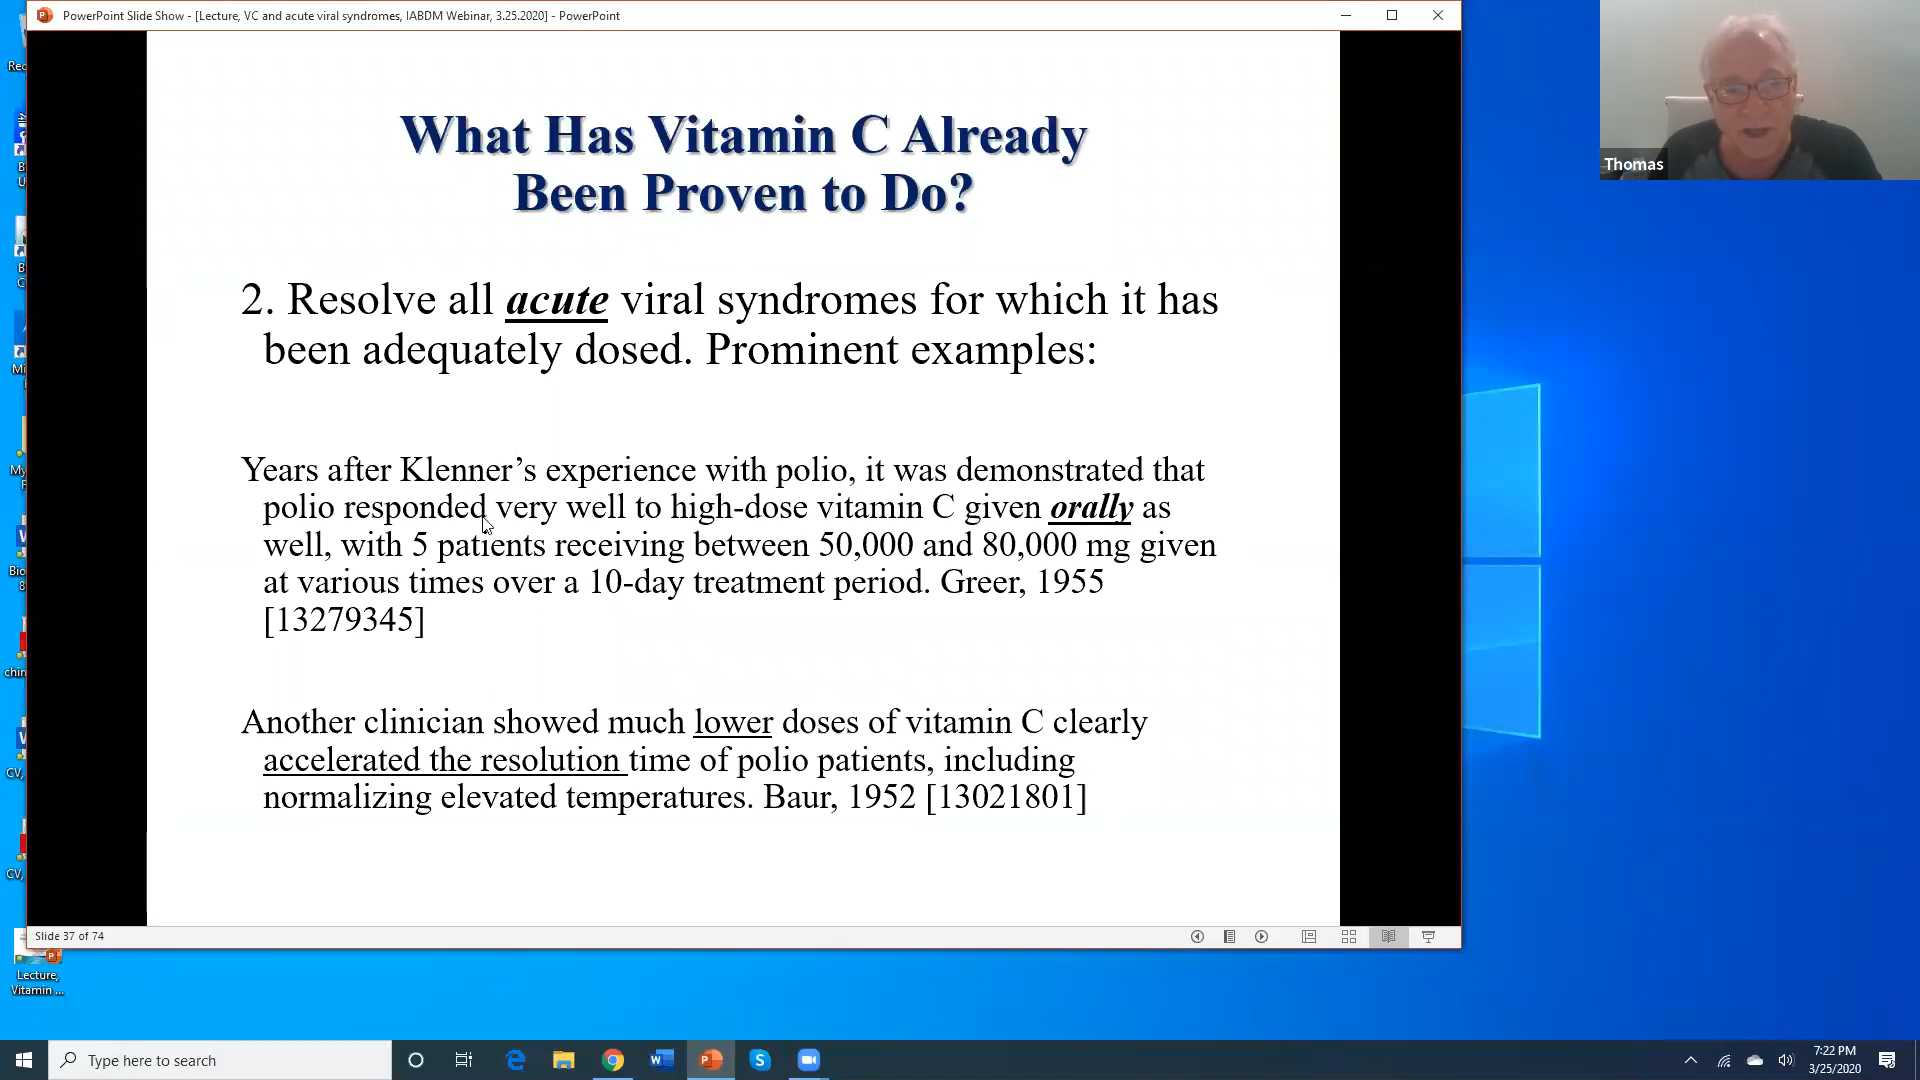 PowerPoint Slide Show - [Lecture, VC and acute viral syndromes, IABDM Webinar, 3.25.2020] - PowerPoint
Thomas
What Has Vitamin C Already
Been Proven to Do?
2. Resolve all acute viral syndromes for which it has
been adequately dosed. Prominent examples:
Years after Klenner’s experience with polio, it was demonstrated that
polio responded very well to high-dose vitamin C given orally as
well, with 5 patients receiving between 50,000 and 80,000 mg given
at various times over a 10-day treatment period. Greer, 1955
[13279345]
Another clinician showed much lower doses of vitamin C clearly
accelerated the resolution time of polio patients, including
normalizing elevated temperatures. Baur, 1952 [13021801]
Slide 37 of 74
Lecture,
Vitamin ...
Type here to search
7:22 PM
3/25/2020